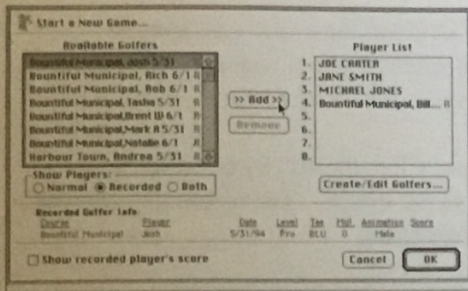 Start a New Game...
Available Golfers
Bountiful Municipal, Josh 5/31
Bountiful Municipal, Rich 6/1 R
Bountiful Municipal, Rob 6/1 R
Bountiful Municipal, Tasha 5/31 R
Bountiful Municipal,Brent W 6/1 R
Bountiful Municipal,Mark A 5/31 R
Bountiful Municipal,Natalie 6/1 R
Harbour Town, Andrea 5/31 R
>> Add >>
Remove
Player List
1. JOE CARTER
2. JANE SMITH
3. MICHAEL JONES
4. Bountiful Municipal, Bill... R
5.
6.
7.
8.
Show Players:
Normal Recorded Both
Create/Edit Golfers...
Recorded Golfer Info
Course Player Date Level Tee Mul. Animation Score
Bountiful Municipal Josh 5/31/94 Pro BLU 0 Male
Show recorded player's score
Cancel OK